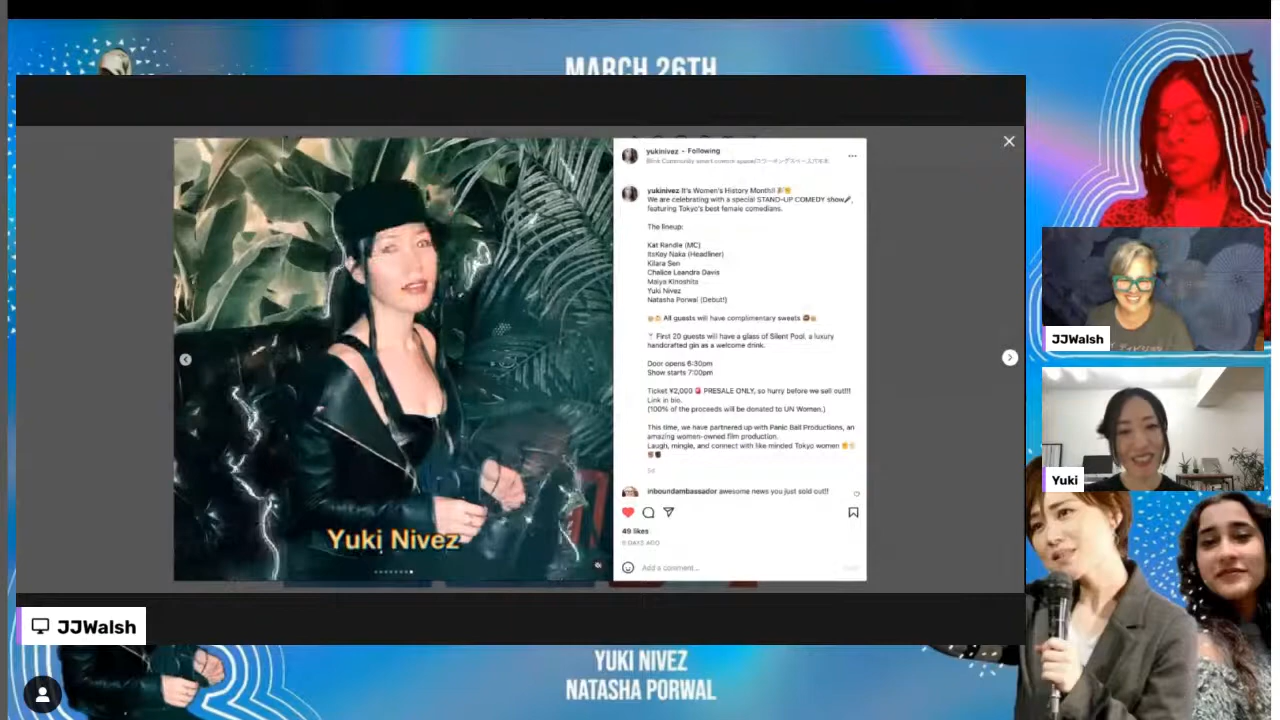 MARCH 26TH
yukinivez • Following
yukinivez It's Women's History Month!!
We are celebrating with a special STAND-UP COMEDY show🎤,
featuring Tokyo's best female comedians.
The lineup:
Kat Randle (MC)
ItsKey Naka (Headliner)
Kilara Sen
Chalice Leandra Davis
Maiya Kinoshita
Yuki Nivez
Natasha Porwal (Debut!)
All guests will have complimentary sweets
First 20 guests will have a glass of Silent Pool, a luxury
handcrafted gin as a welcome drink.
Door opens 6:30pm
Show starts 7:00pm
Ticket ¥2,000 PRESALE ONLY, so hurry before we sell out!!!
Link in bio.
(100% of the proceeds will be donated to UN Women.)
This time, we have partnered up with Panic Ball Productions, an
amazing women-owned film production.
Laugh, mingle, and connect with like minded Tokyo women
inboundambassador awesome news you just sold out!!
49 likes
DAYS AGO
Add a comment...
Yuki Nivez
JJWalsh
Yuki
JJWalsh
YUKI NIVEZ
NATASHA PORWAL